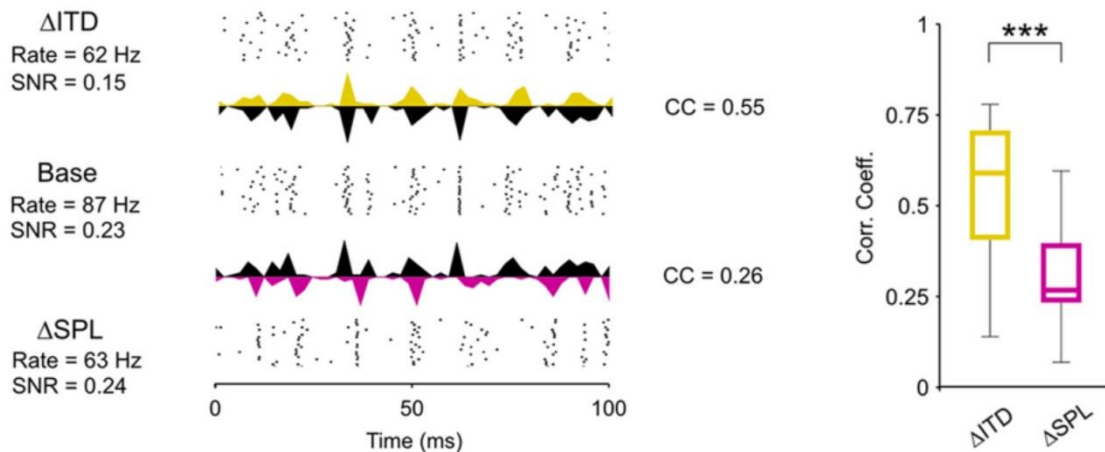 ΔITD
Rate = 62 Hz
SNR = 0.15
CC = 0.55
Base
Rate = 87 Hz
SNR = 0.23
CC = 0.26
ΔSPL
Rate = 63 Hz
SNR = 0.24
0 50 100
Time (ms)
***
1
0.75
0.5
0.25
0
Corr. Coeff.
ΔITD ΔSPL